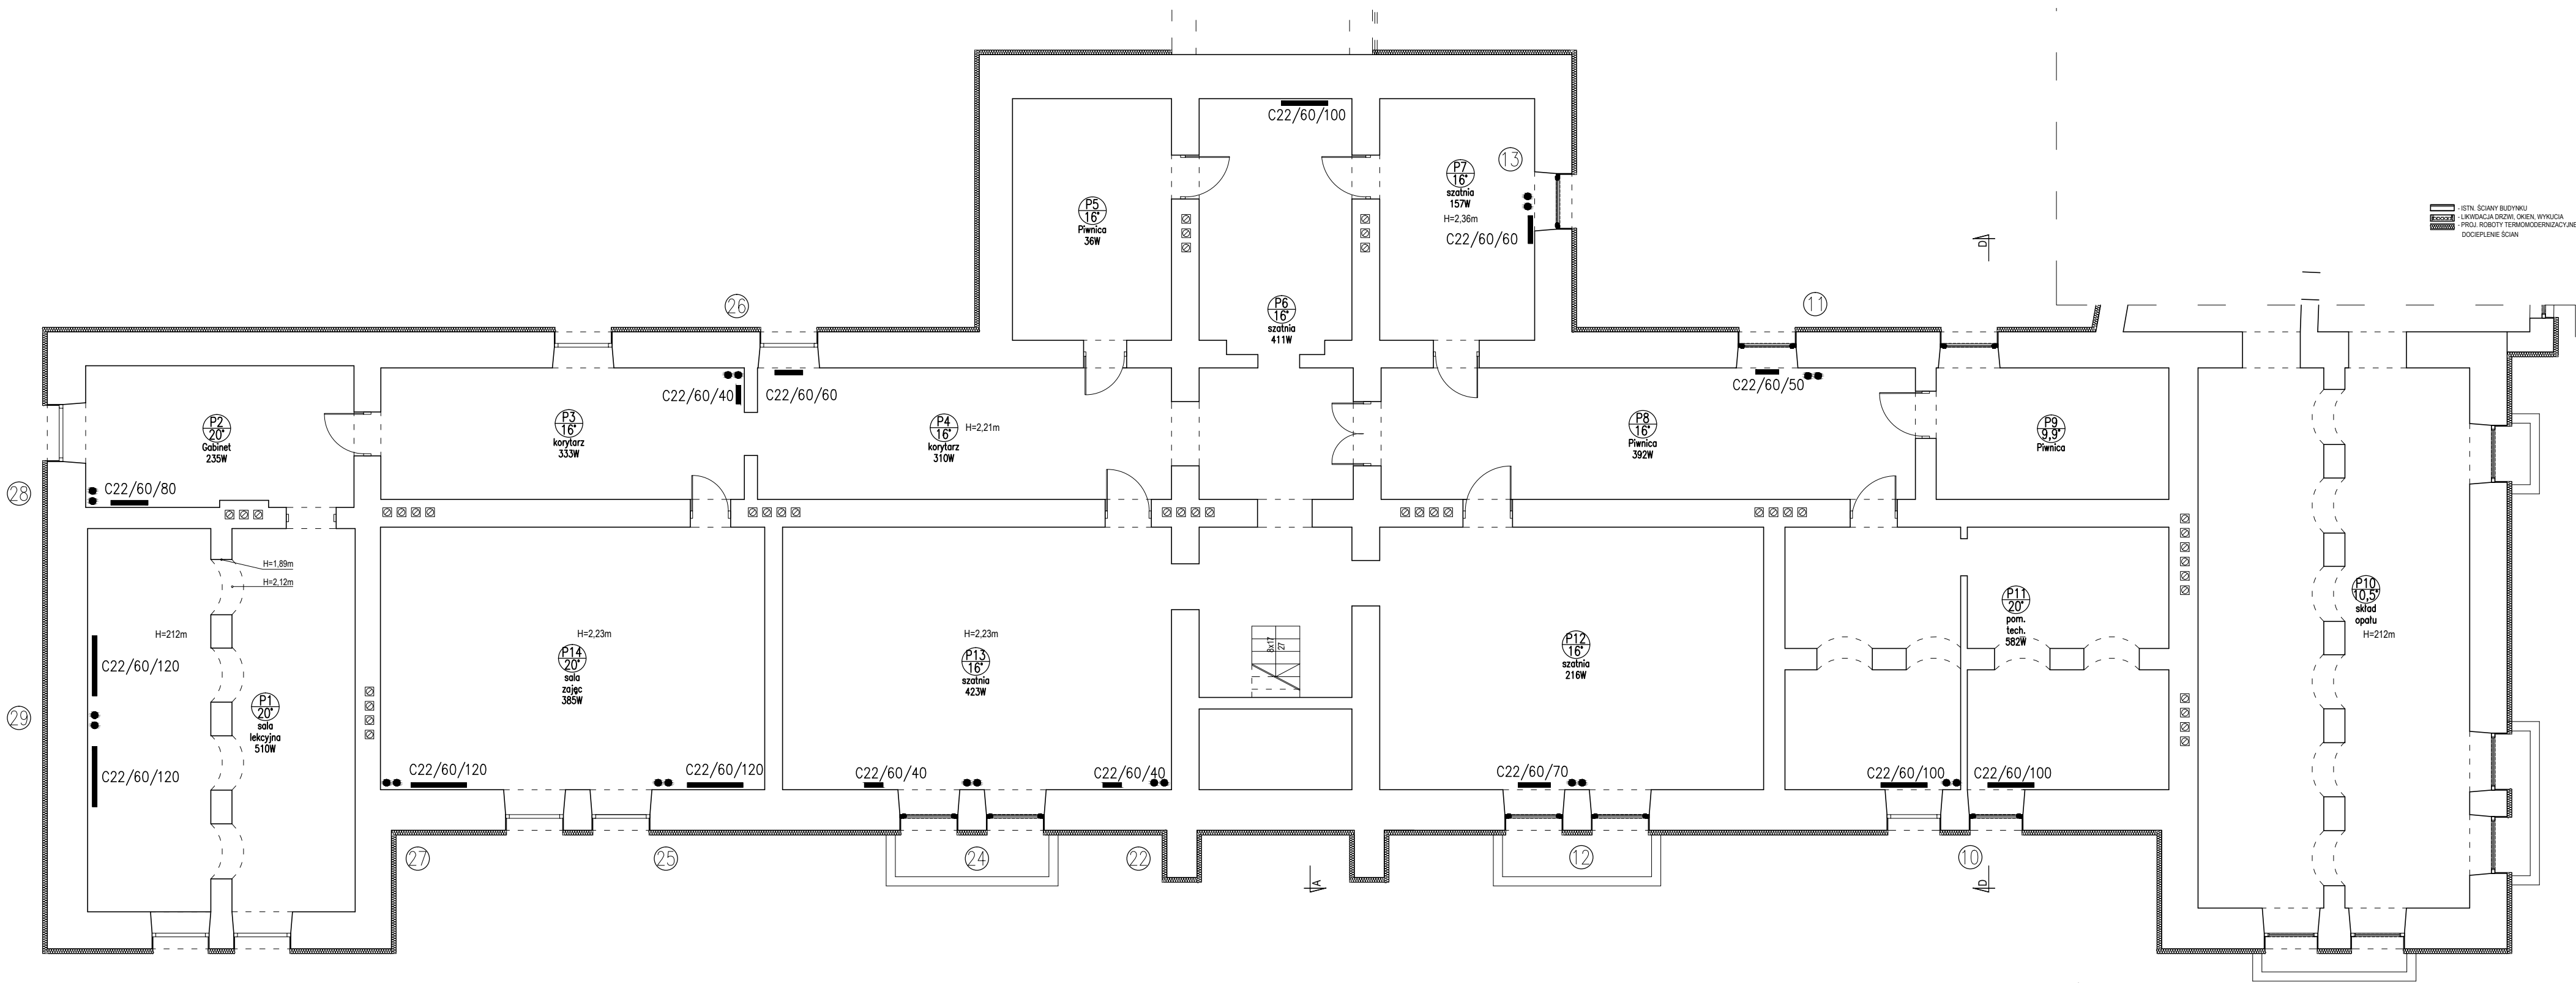 C22/60/100
P5
16°
Piwnica
36W
P7
16°
szatnia
157W
H=2,36m
C22/60/60
13
P6
16°
szatnia
411W
D
- ISTN. ŚCIANY BUDYNKU
- LIKWDACJA DRZWI, OKIEN, WYKUCIA
- PROJ. ROBOTY TERMOMODERNIZACYJNE
DOCIEPLENIE ŚCIAN
26
11
P2
20°
Gabinet
235W
C22/60/80
28
P3
16°
korytarz
333W
C22/60/40
C22/60/60
P4
16°
korytarz
310W
H=2,21m
P8
16°
Piwnica
392W
C22/60/50
P9
9,9°
Piwnica
H=1,89m
H=2,12m
H=212m
C22/60/120
29
C22/60/120
P1
20°
sala
lekcyjna
510W
H=2,23m
P14
20°
sala
zajęc
385W
C22/60/120
C22/60/120
H=2,23m
P13
16°
szatnia
423W
C22/60/40
C22/60/40
8x17
27
P12
16°
szatnia
216W
C22/60/70
P11
20°
pom.
tech.
582W
C22/60/100
C22/60/100
P10
10,5°
skład
opału
H=212m
27
25
24
22
A
12
10
D